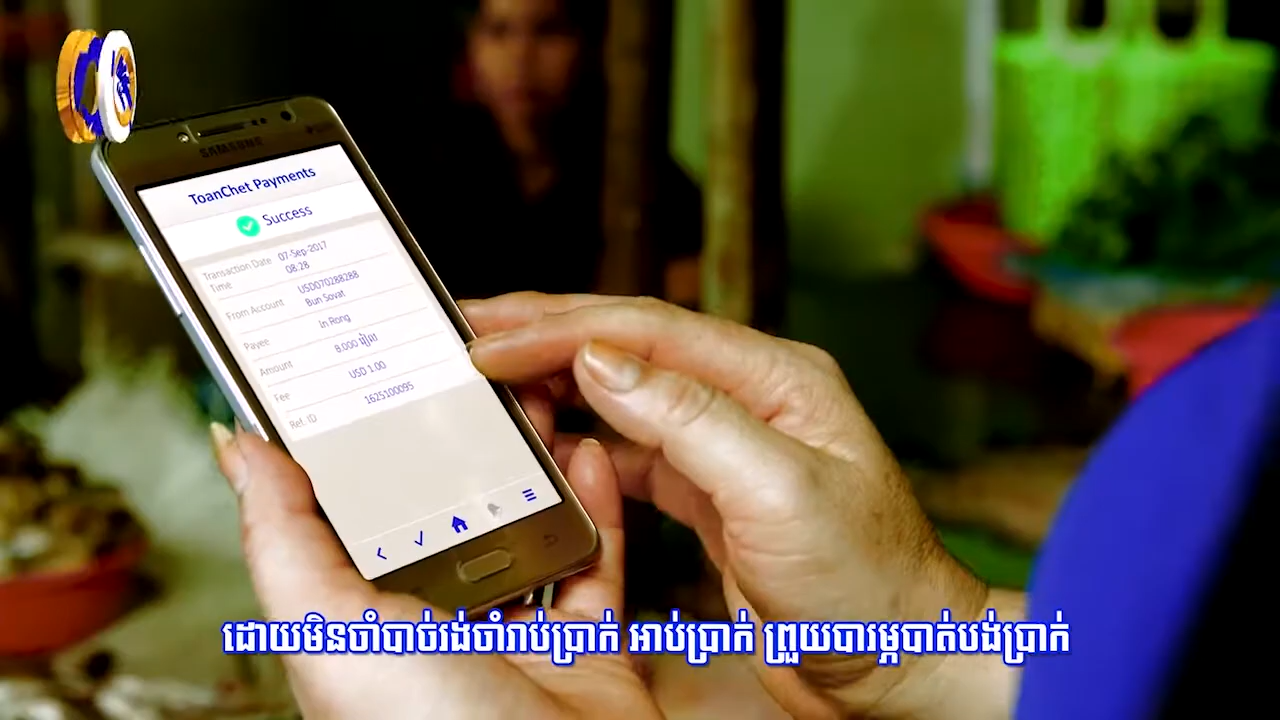 SAMSUNG
ToanChet Payments
Success
Transaction Date 07-Sep-2017
Time 08.28
From Account USD070288288
Bun Sovat
Payee In Rong
Amount 8.000 រៀល
Fee USD 1.00
Ref. ID 1625100095
ដោយមិនចាំបាច់រង់ចាំរាប់ប្រាក់ អាប់ប្រាក់ ព្រួយបារម្ភបាត់បង់ប្រាក់